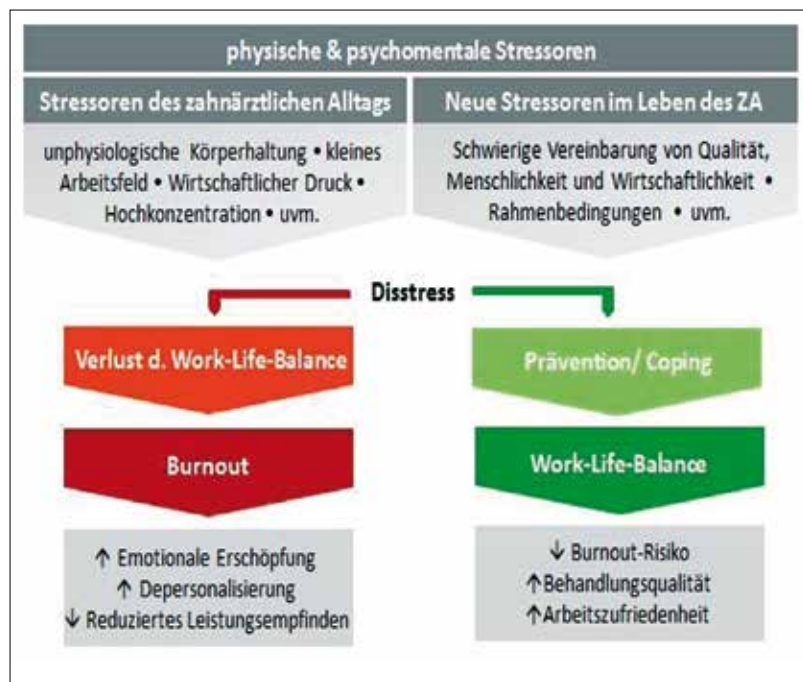 physische & psychomentale Stressoren
Stressoren des zahnärztlichen Alltags
unphysiologische Körperhaltung • kleines
Arbeitsfeld • Wirtschaftlicher Druck •
Hochkonzentration • uvm.
Neue Stressoren im Leben des ZA
Schwierige Vereinbarung von Qualität,
Menschlichkeit und Wirtschaftlichkeit •
Rahmenbedingungen • uvm.
Disstress
Verlust d. Work-Life-Balance
Burnout
↑ Emotionale Erschöpfung
↑ Depersonalisierung
↓ Reduziertes Leistungsempfinden
Prävention/ Coping
Work-Life-Balance
↓ Burnout-Risiko
↑Behandlungsqualität
↑Arbeitszufriedenheit